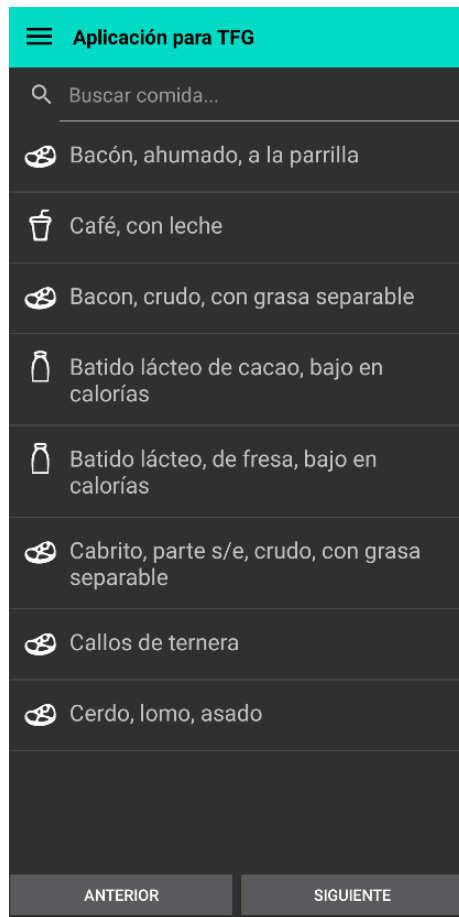 Aplicación para TFG
Buscar comida...
Bacón, ahumado, a la parrilla
Café, con leche
Bacon, crudo, con grasa separable
Batido lácteo de cacao, bajo en
calorías
Batido lácteo, de fresa, bajo en
calorías
Cabrito, parte s/e, crudo, con grasa
separable
Callos de ternera
Cerdo, lomo, asado
ANTERIOR
SIGUIENTE